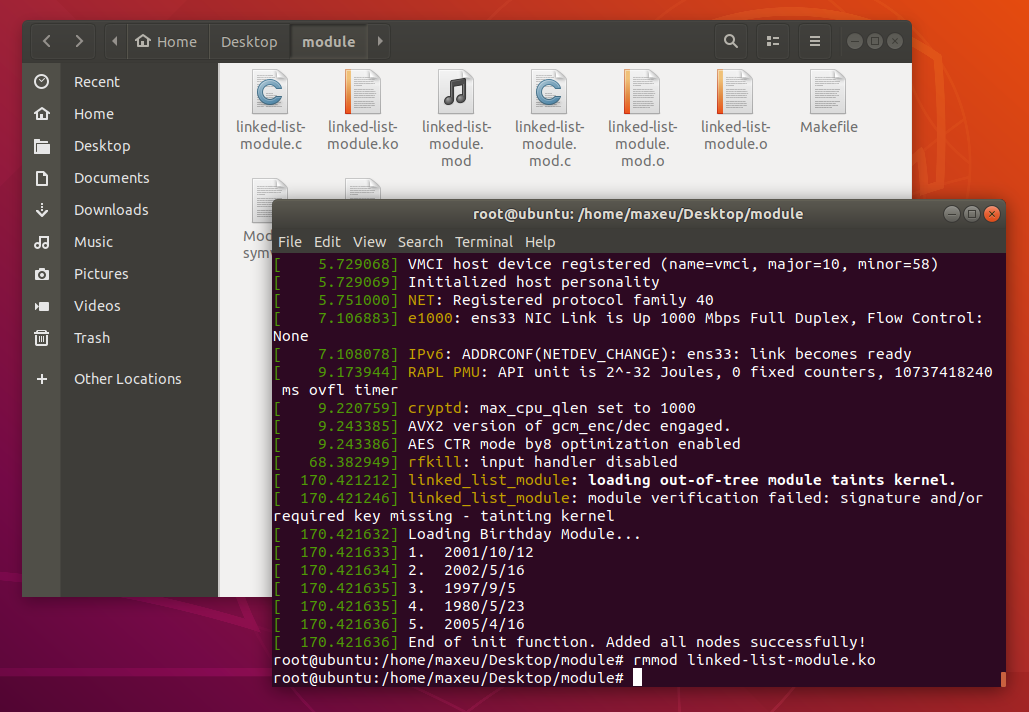 Home Desktop module
Recent
Home
Desktop
Documents
Downloads
Music
Pictures
Videos
Trash
Other Locations
linked-list-
module.c
linked-list-
module.ko
linked-list-
module.
mod
linked-list-
module.
mod.c
linked-list-
module.
mod.o
linked-list-
module.o
Makefile
root@ubuntu: /home/maxeu/Desktop/module
File Edit View Search Terminal Help
[    5.729068] VMCI host device registered (name=vmci, major=10, minor=58)
[    5.729069] Initialized host personality
[    5.751000] NET: Registered protocol family 40
[    7.106883] e1000: ens33 NIC Link is Up 1000 Mbps Full Duplex, Flow Control:
None
[    7.108078] IPv6: ADDRCONF(NETDEV_CHANGE): ens33: link becomes ready
[    9.173944] RAPL PMU: API unit is 2^-32 Joules, 0 fixed counters, 10737418240
 ms ovfl timer
[    9.220759] cryptd: max_cpu_qlen set to 1000
[    9.243385] AVX2 version of gcm_enc/dec engaged.
[    9.243386] AES CTR mode by8 optimization enabled
[   68.382949] rfkill: input handler disabled
[  170.421212] linked_list_module: loading out-of-tree module taints kernel.
[  170.421246] linked_list_module: module verification failed: signature and/or
required key missing - tainting kernel
[  170.421632] Loading Birthday Module...
[  170.421633] 1.  2001/10/12
[  170.421634] 2.  2002/5/16
[  170.421635] 3.  1997/9/5
[  170.421635] 4.  1980/5/23
[  170.421636] 5.  2005/4/16
[  170.421636] End of init function. Added all nodes successfully!
root@ubuntu:/home/maxeu/Desktop/module# rmmod linked-list-module.ko
root@ubuntu:/home/maxeu/Desktop/module#